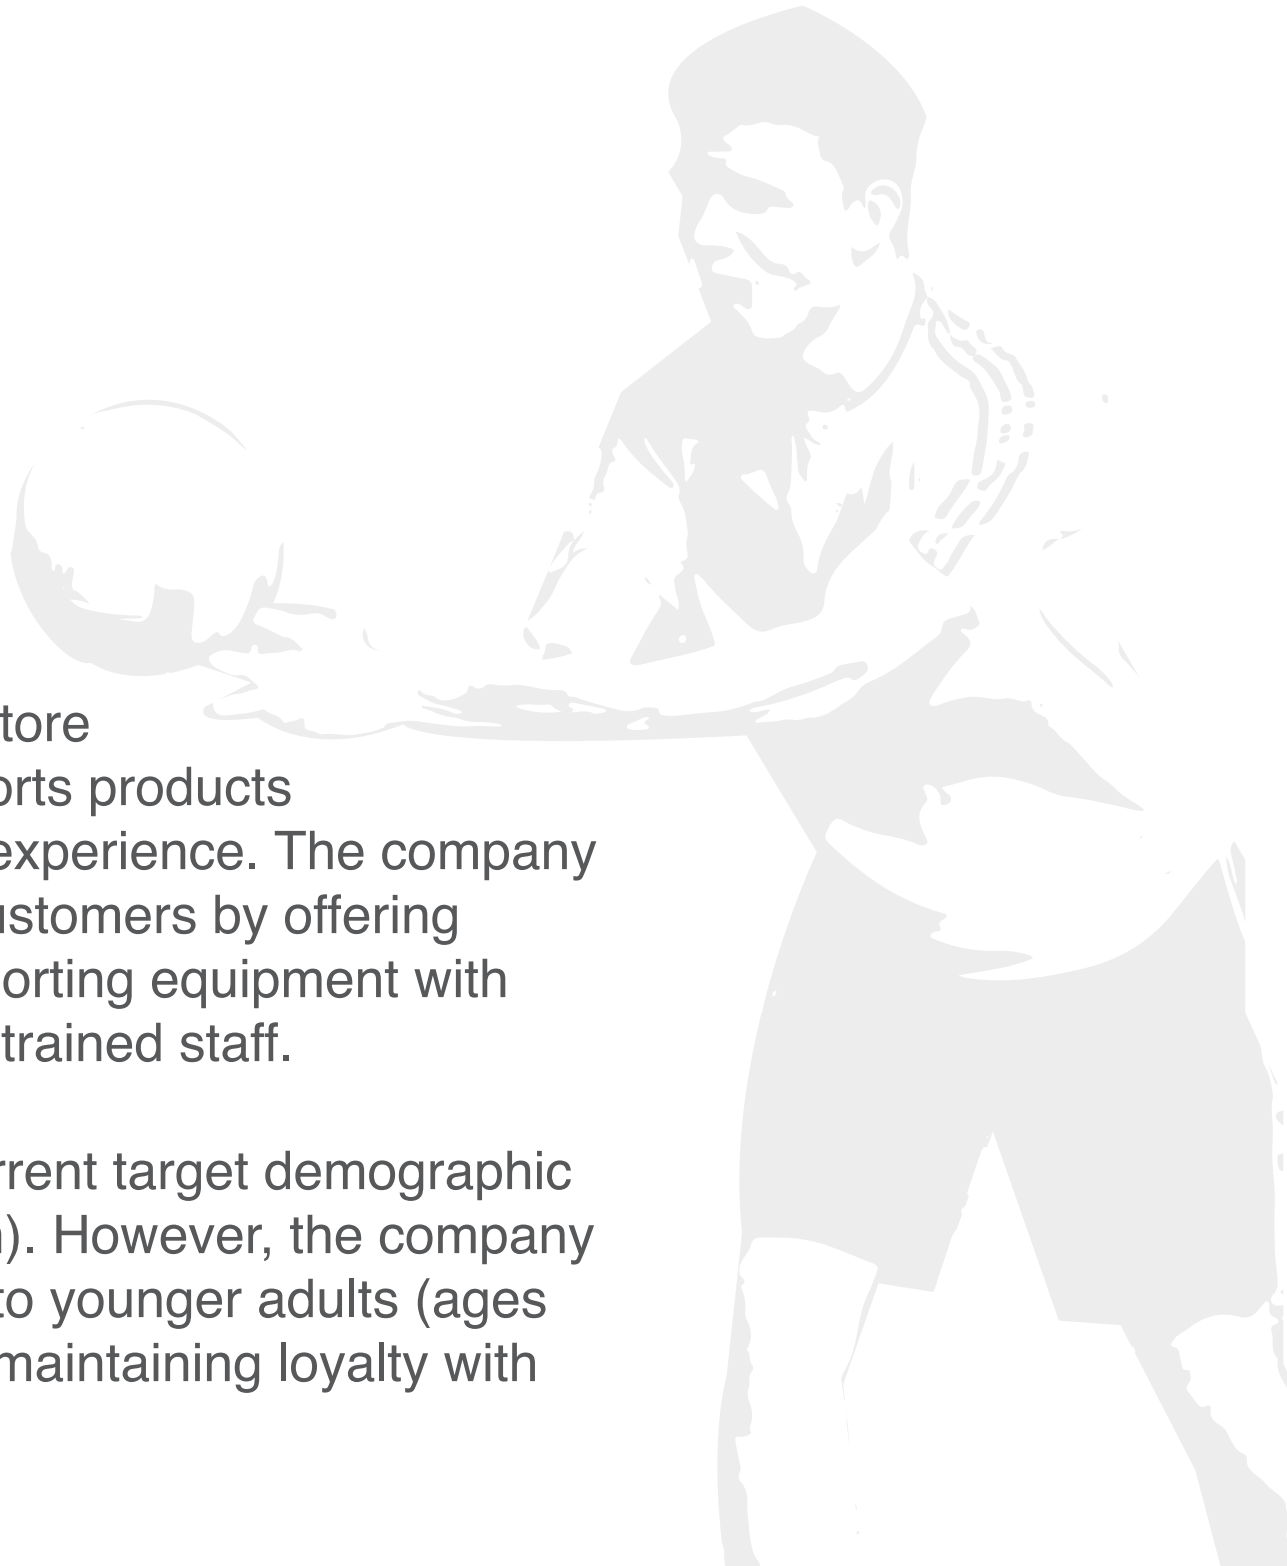 tore
orts products
experience. The company
ustomers by offering
orting equipment with
trained staff.
rrent target demographic
). However, the company
to younger adults (ages
maintaining loyalty with